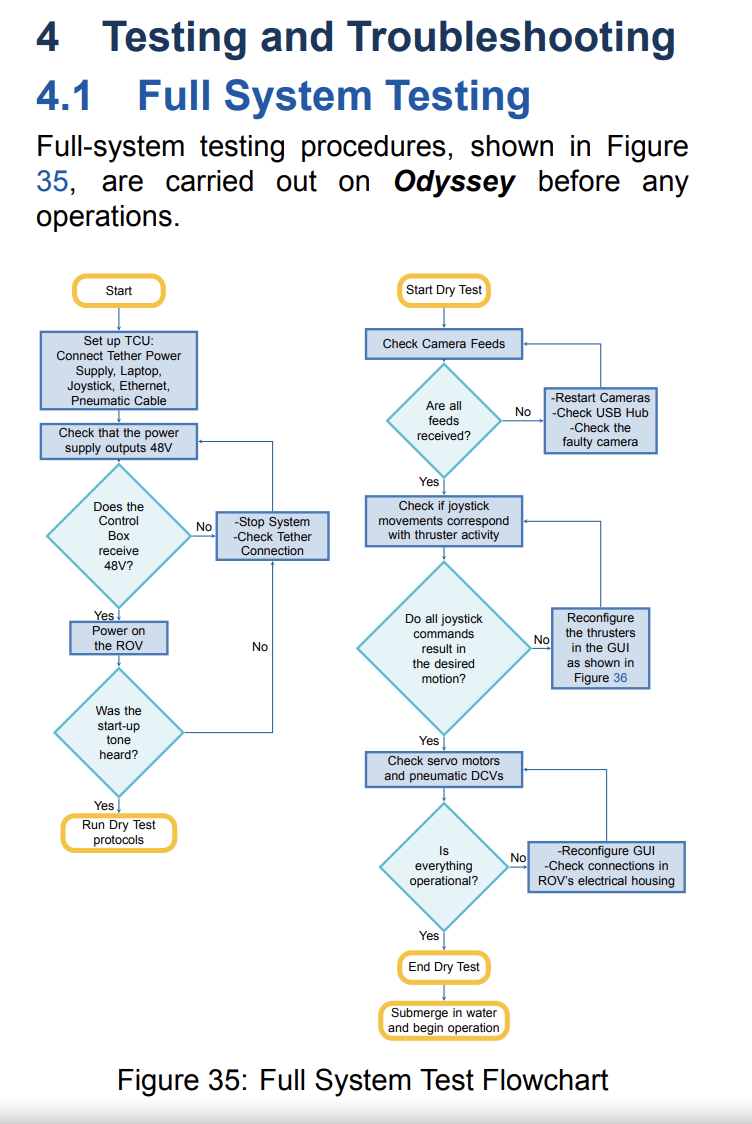 4 Testing and Troubleshooting
4.1 Full System Testing
Full-system testing procedures, shown in Figure
35, are carried out on Odyssey before any
operations.
Start
Set up TCU:
Connect Tether Power
Supply, Laptop,
Joystick, Ethernet,
Pneumatic Cable
Check that the power
supply outputs 48V
Does the
Control
Box
receive
48V?
No
-Stop System
-Check Tether
Connection
Yes
Power on
the ROV
No
Was the
start-up
tone
heard?
Yes
Run Dry Test
protocols
Start Dry Test
Check Camera Feeds
Are all
feeds
received?
No
-Restart Cameras
-Check USB Hub
-Check the
faulty camera
Yes
Check if joystick
movements correspond
with thruster activity
Do all joystick
commands
result in
the desired
motion?
No
Reconfigure
the thrusters
in the GUI
as shown in
Figure 36
Yes
Check servo motors
and pneumatic DCVs
Is
everything
operational?
No
-Reconfigure GUI
-Check connections in
ROV's electrical housing
Yes
End Dry Test
Submerge in water
and begin operation
Figure 35: Full System Test Flowchart